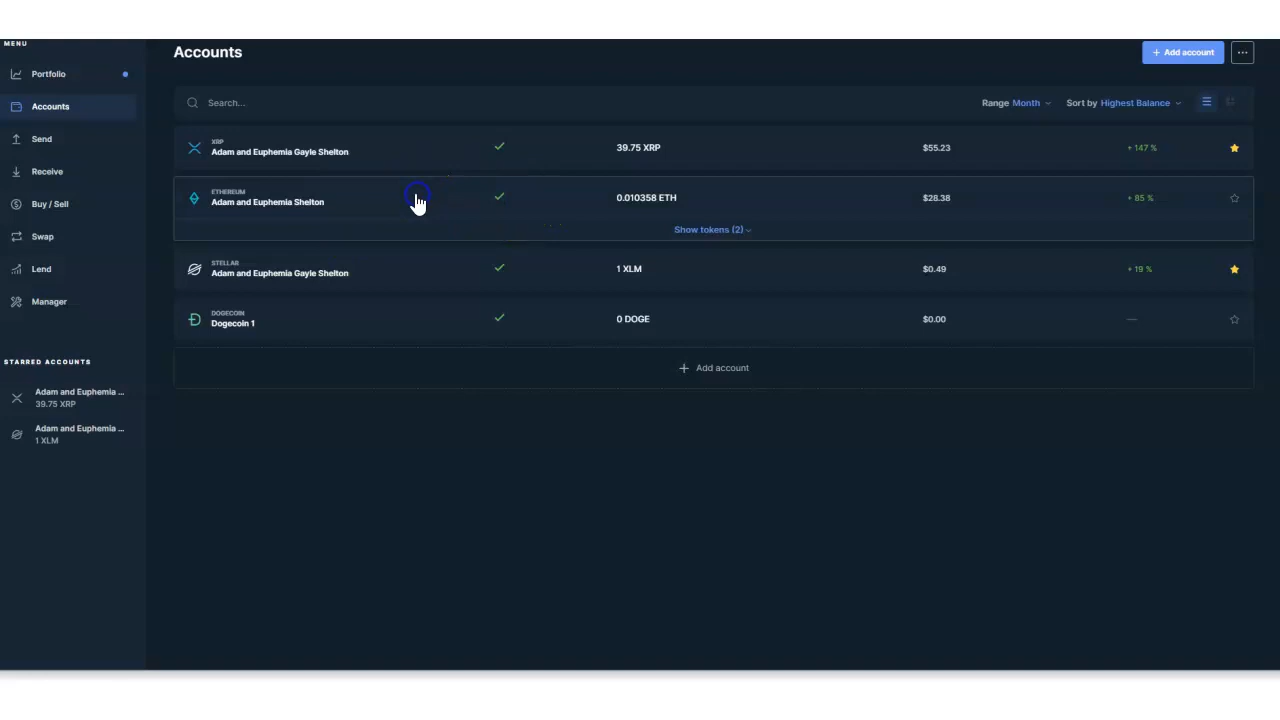 MENU
Portfolio
Accounts
Send
Receive
Buy / Sell
Swap
Lend
Manager
STARRED ACCOUNTS
Adam and Euphemia ...
39.75 XRP
Adam and Euphemia ...
1 XLM
Accounts
+ Add account
Search...
Range Month
Sort by Highest Balance
XRP
Adam and Euphemia Gayle Shelton
39.75 XRP
$55.23
+ 147 %
ETHEREUM
Adam and Euphemia Shelton
0.010358 ETH
$28.38
+ 85 %
Show tokens (2)
STELLAR
Adam and Euphemia Gayle Shelton
1 XLM
$0.49
+ 19 %
DOGECOIN
Dogecoin 1
0 DOGE
$0.00
—
+ Add account